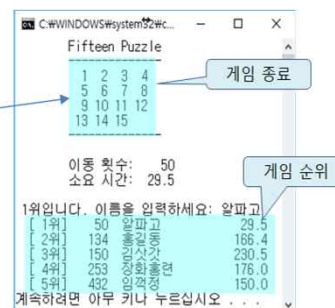 C:₩WINDOWS₩system32₩c...
Fifteen Puzzle
1 2 3 4
5 6 7 8
9 10 11 12
13 14 15
게임 종료
이동 횟수: 50
소요 시간: 29.5
게임 순위
1위입니다. 이름을 입력하세요: 알파고
[ 1위] 50 알파고 29.5
[ 2위] 134 홍길동 166.4
[ 3위] 150 김삿갓 230.5
[ 4위] 253 장화홍련 176.0
[ 5위] 432 임꺽정 150.0
계속하려면 아무 키나 누르십시오 . . .